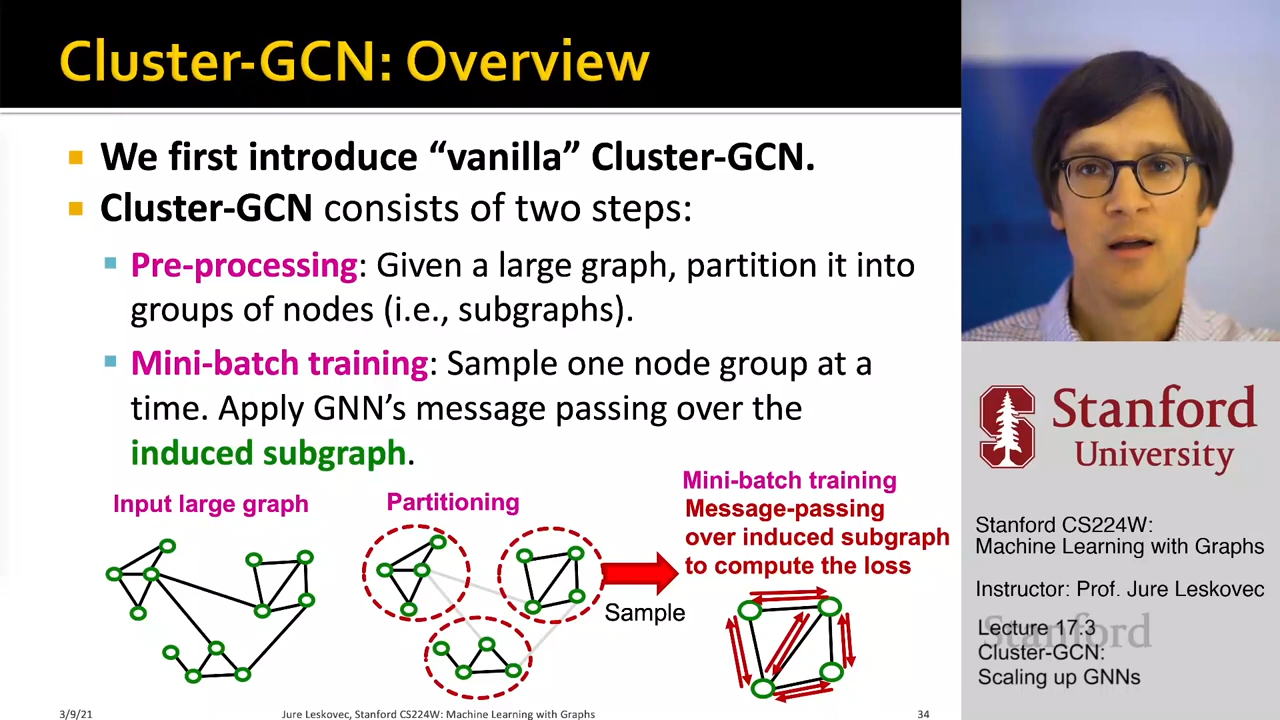 Cluster-GCN: Overview
▪ We first introduce “vanilla” Cluster-GCN.
▪ Cluster-GCN consists of two steps:
▪ Pre-processing: Given a large graph, partition it into
groups of nodes (i.e., subgraphs).
▪ Mini-batch training: Sample one node group at a
time. Apply GNN’s message passing over the
induced subgraph.
Input large graph
Partitioning
Sample
Mini-batch training
Message-passing
over induced subgraph
to compute the loss
3/9/21
Jure Leskovec, Stanford CS224W: Machine Learning with Graphs
34
Stanford
University
Stanford CS224W:
Machine Learning with Graphs
Instructor: Prof. Jure Leskovec
Stanford
Lecture 17.3
Cluster-GCN:
Scaling up GNNs